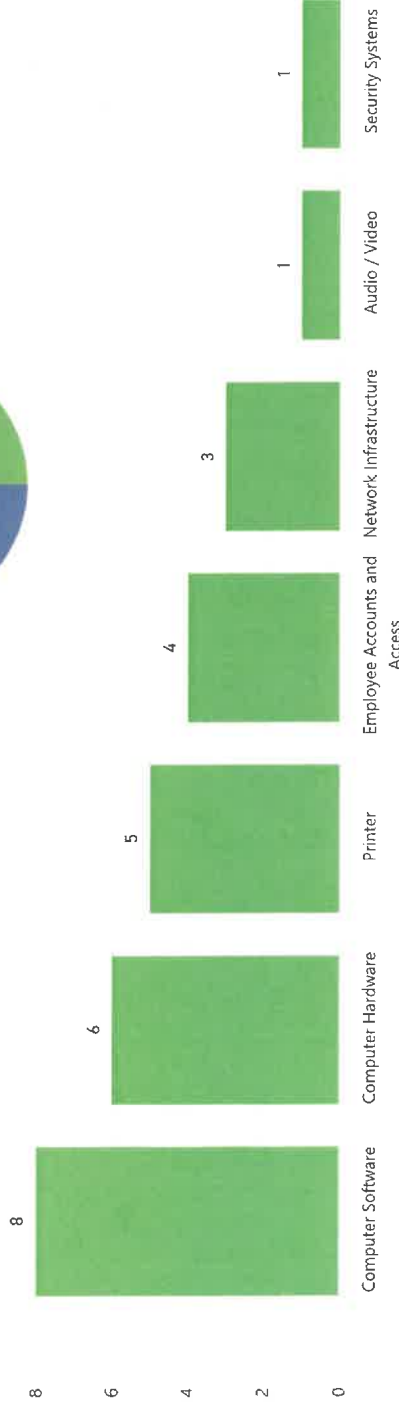 8
6
4
2
0
8
6
5
4
3
1
1
Computer Software
Computer Hardware
Printer
Employee Accounts and
Access
Network Infrastructure
Audio / Video
Security Systems